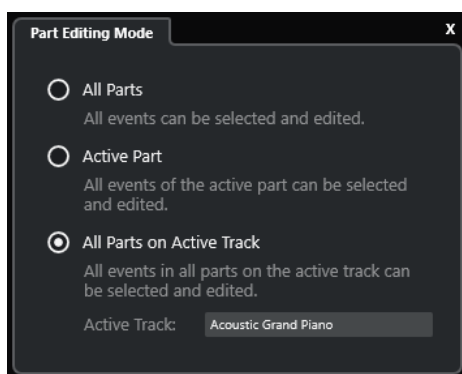 Part Editing Mode
X
All Parts
All events can be selected and edited.
Active Part
All events of the active part can be selected
and edited.
All Parts on Active Track
All events in all parts on the active track can
be selected and edited.
Active Track: Acoustic Grand Piano